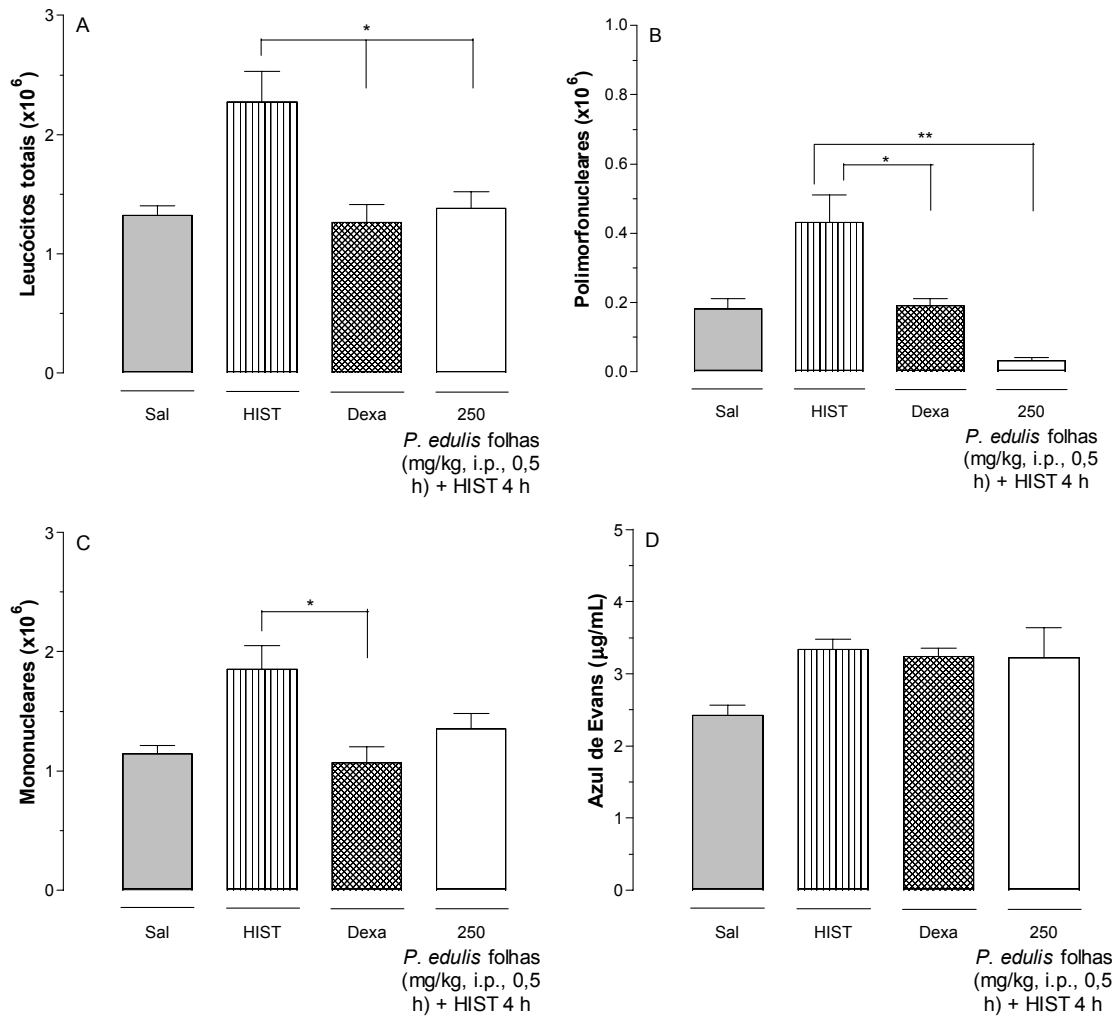 A
Leucócitos totais (x10⁶)
3
2
1
0
*
Sal
HIST
Dexa
250
P. edulis folhas
(mg/kg, i.p., 0,5
h) + HIST 4 h
B
Polimorfonucleares (x10⁶)
1.0
0.8
0.6
0.4
0.2
0.0
**
*
Sal
HIST
Dexa
250
P. edulis folhas
(mg/kg, i.p., 0,5
h) + HIST 4 h
C
Mononucleares (x10⁶)
3
2
1
0
*
Sal
HIST
Dexa
250
P. edulis folhas
(mg/kg, i.p., 0,5
h) + HIST 4 h
D
Azul de Evans (µg/mL)
5
4
3
2
1
0
Sal
HIST
Dexa
250
P. edulis folhas
(mg/kg, i.p., 0,5
h) + HIST 4 h